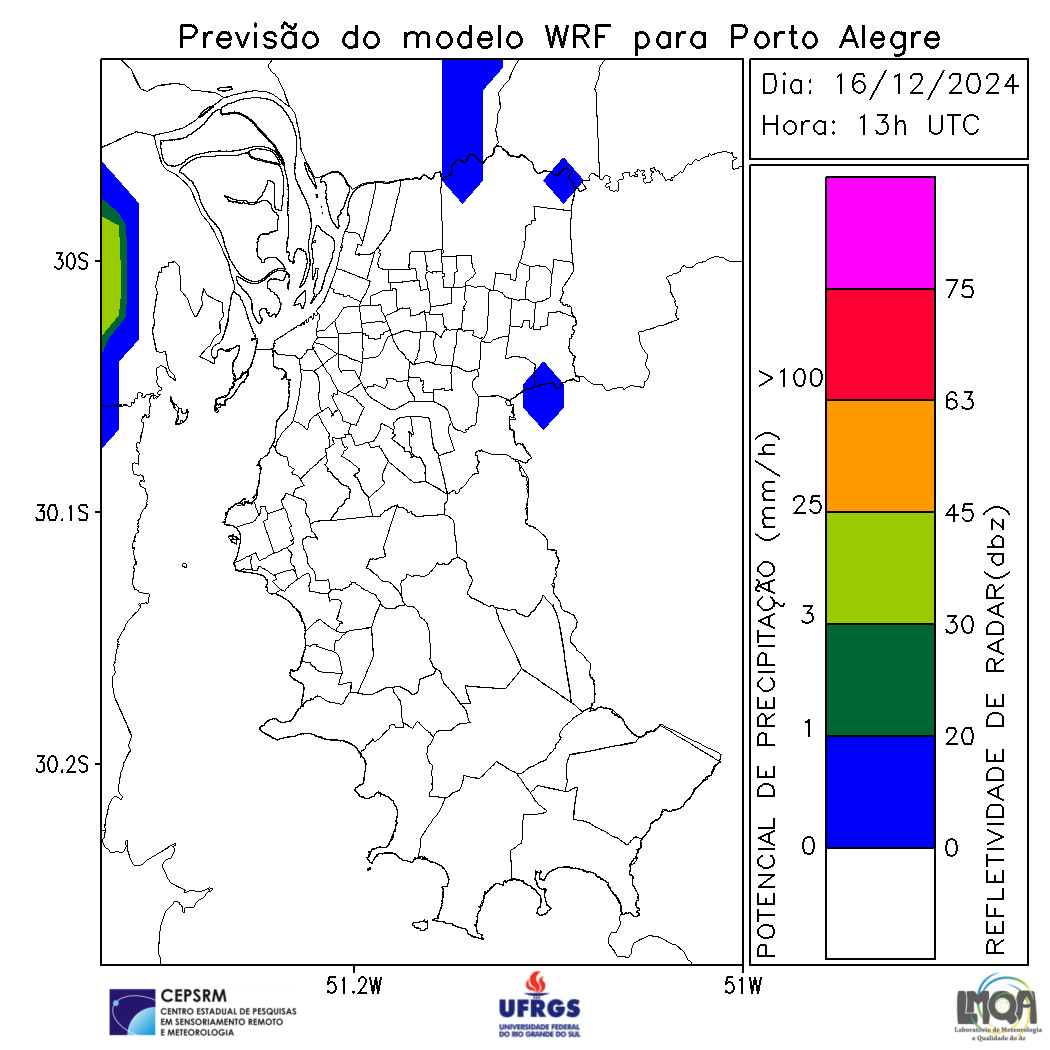 Previsão do modelo WRF para Porto Alegre
Dia: 16/12/2024
Hora: 13h UTC
30S
30.1S
30.2S
51.2W
51W
POTENCIAL DE PRECIPITAÇÃO (mm/h)
>100
25
3
1
0
75
63
45
30
20
0
REFLETIVIDADE DE RADAR(dbz)
CEPSRM
CENTRO ESTADUAL DE PESQUISAS
EM SENSORIAMENTO REMOTO
E METEOROLOGIA
UFRGS
UNIVERSIDADE FEDERAL
DO RIO GRANDE DO SUL
LMQA
Laboratório de Meteorologia
e Qualidade do Ar